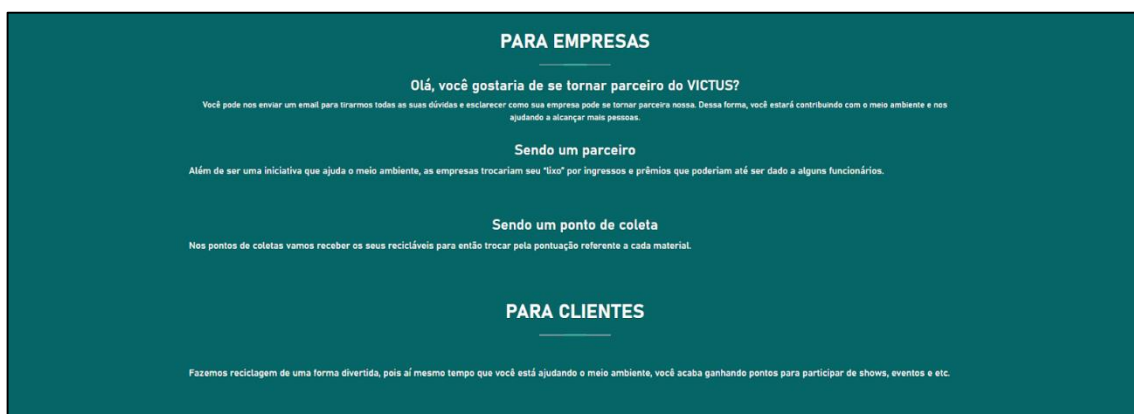 PARA EMPRESAS
Olá, você gostaria de se tornar parceiro do VICTUS?
Você pode nos enviar um email para tirarmos todas as suas dúvidas e esclarecer como sua empresa pode se tornar parceira nossa. Dessa forma, você estará contribuindo com o meio ambiente e nos
ajudando a alcançar mais pessoas.
Sendo um parceiro
Além de ser uma iniciativa que ajuda o meio ambiente, as empresas trocariam seu "lixo" por ingressos e prêmios que poderiam até ser dado a alguns funcionários.
Sendo um ponto de coleta
Nos pontos de coletas vamos receber os seus recicláveis para então trocar pela pontuação referente a cada material.
PARA CLIENTES
Fazemos reciclagem de uma forma divertida, pois aí mesmo tempo que você está ajudando o meio ambiente, você acaba ganhando pontos para participar de shows, eventos e etc.